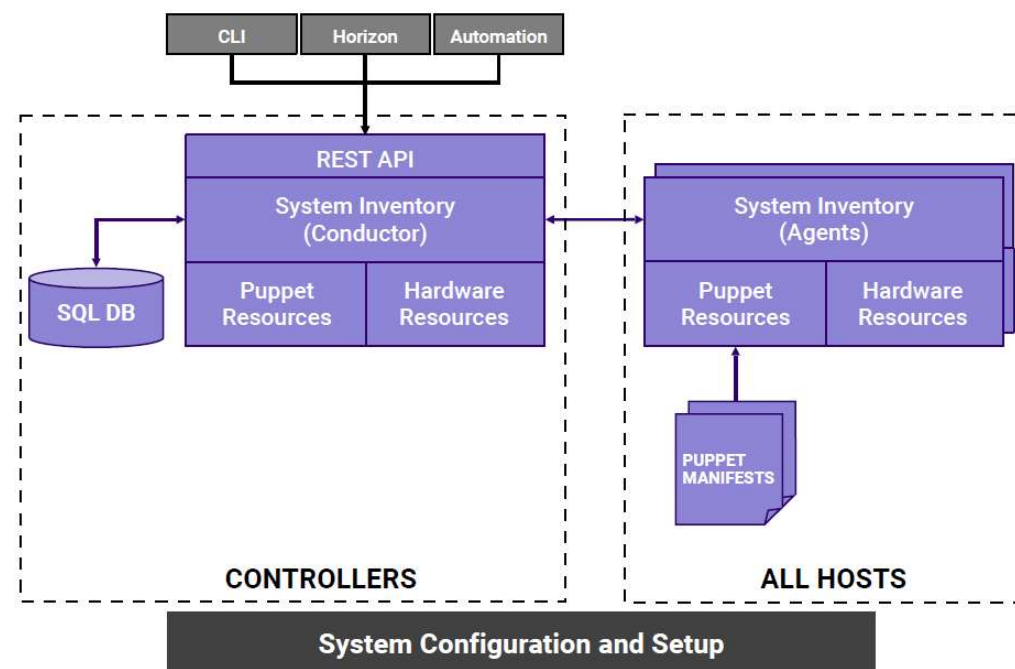 CLI
Horizon
Automation
REST API
System Inventory
(Conductor)
Puppet
Resources
Hardware
Resources
SQL DB
CONTROLLERS
System Inventory
(Agents)
Puppet
Resources
Hardware
Resources
PUPPET
MANIFESTS
ALL HOSTS
System Configuration and Setup